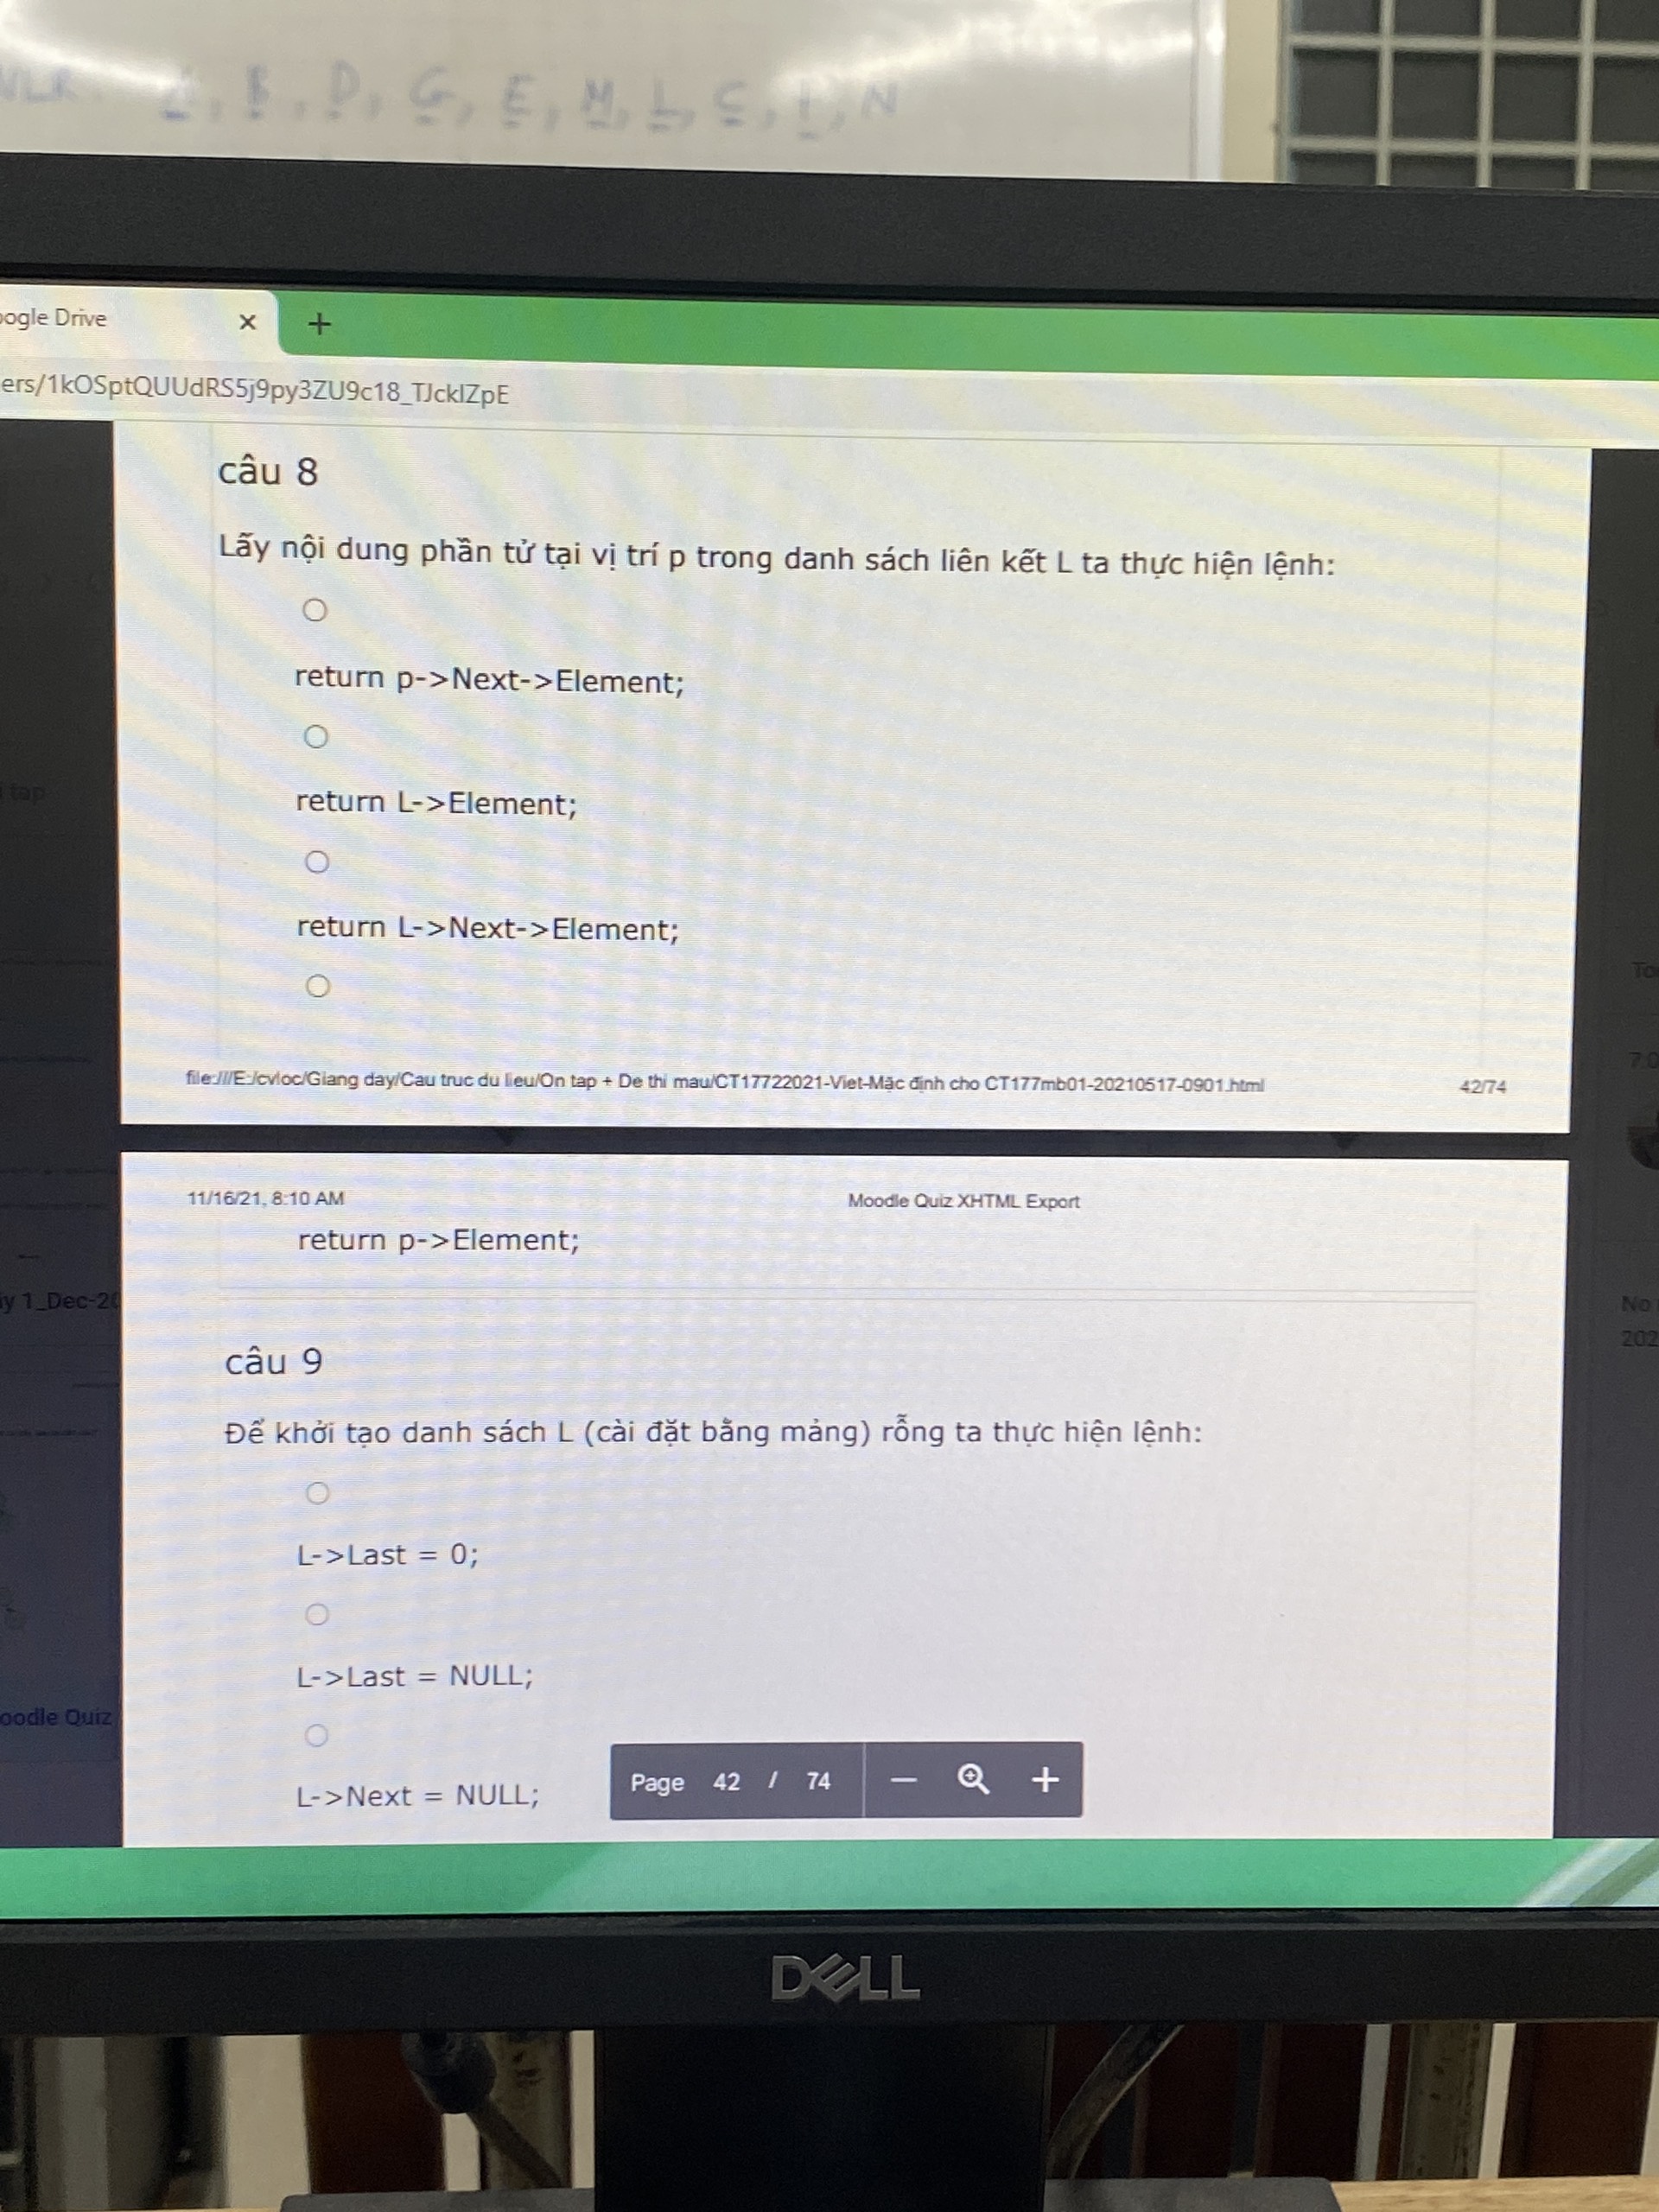 NLR A, B, D, G, E, M, L, C, I, N
oogle Drive × +
ers/1kOSptQUUdRS5j9py3ZU9c18_TJcklZpE
câu 8
Lấy nội dung phần tử tại vị trí p trong danh sách liên kết L ta thực hiện lệnh:
return p->Next->Element;
tap
return L->Element;
return L->Next->Element;
To
file:///E:/cvloc/Giang day/Cau truc du lieu/On tap + De thi mau/CT17722021-Viet-Mặc định cho CT177mb01-20210517-0901.html 42/74
7.0
11/16/21, 8:10 AM Moodle Quiz XHTML Export
return p->Element;
y 1_Dec-20
No
202
câu 9
Để khởi tạo danh sách L (cài đặt bằng mảng) rỗng ta thực hiện lệnh:
L->Last = 0;
L->Last = NULL;
oodle Quiz
L->Next = NULL;
Page 42 / 74 − +
DELL